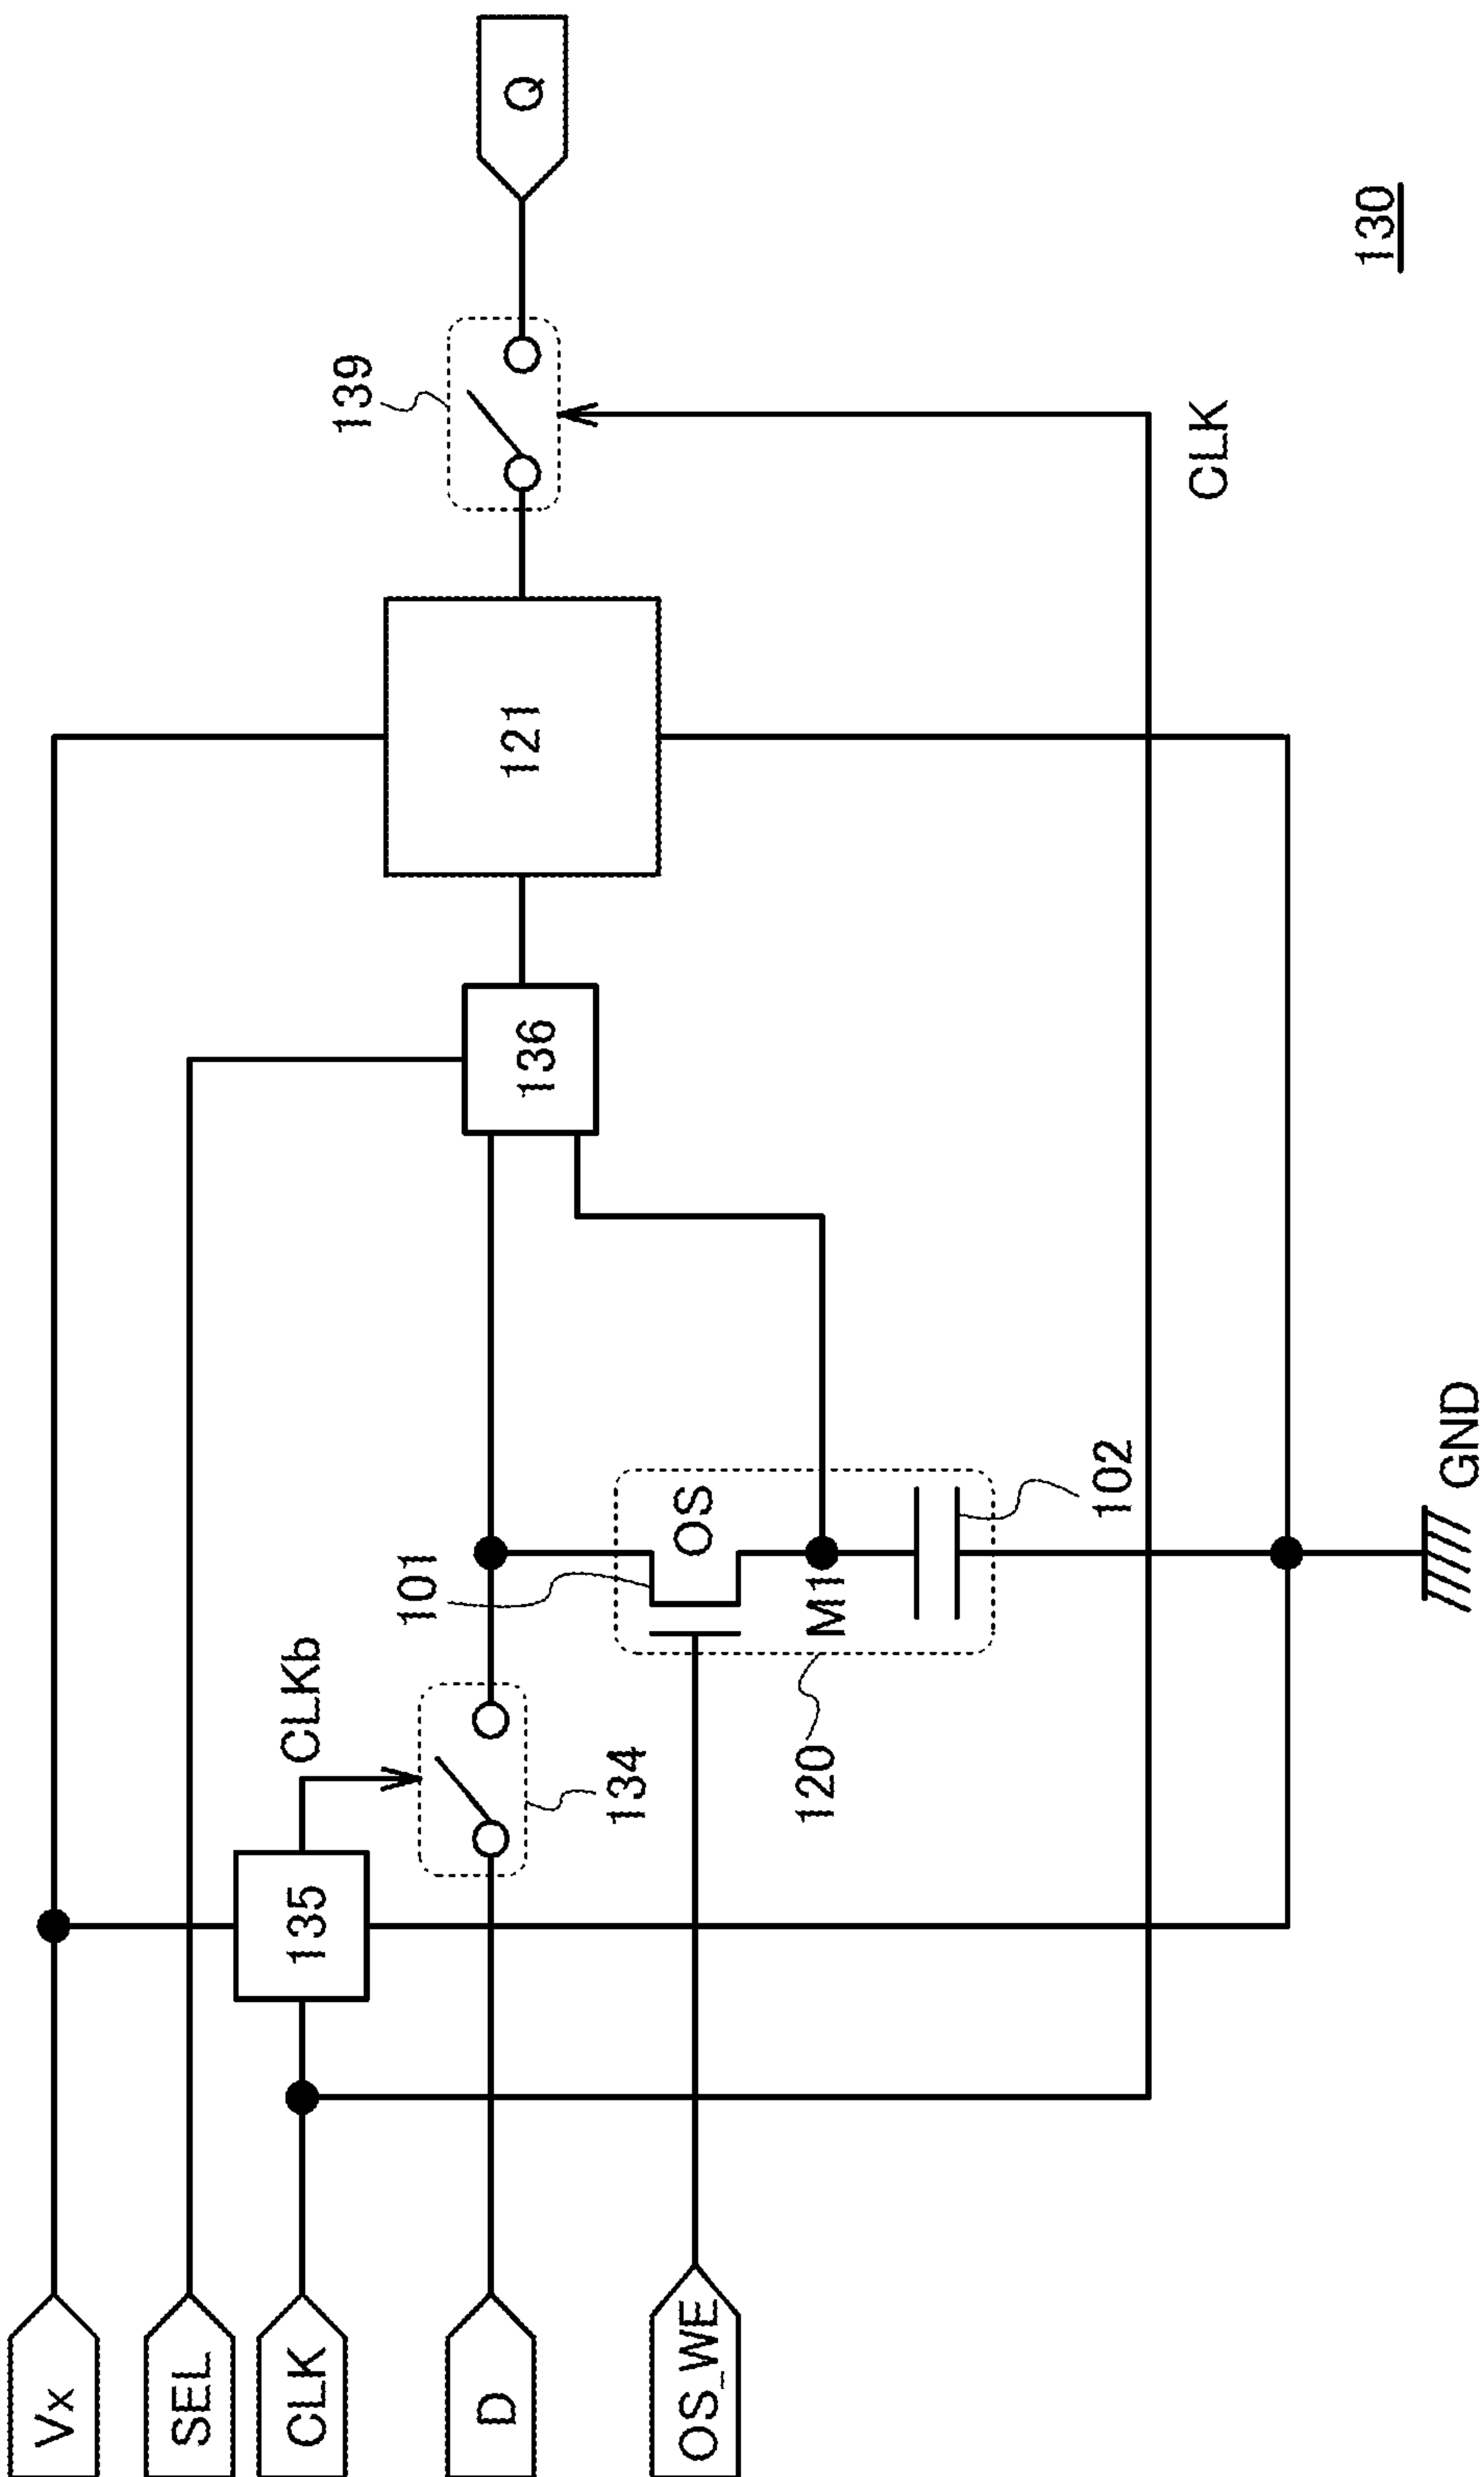 Vx
SEL
CLK
D
OS_WE
135
CLKb
134
101
OS
M1
120
102
GND
136
121
139
CLK
Q
130